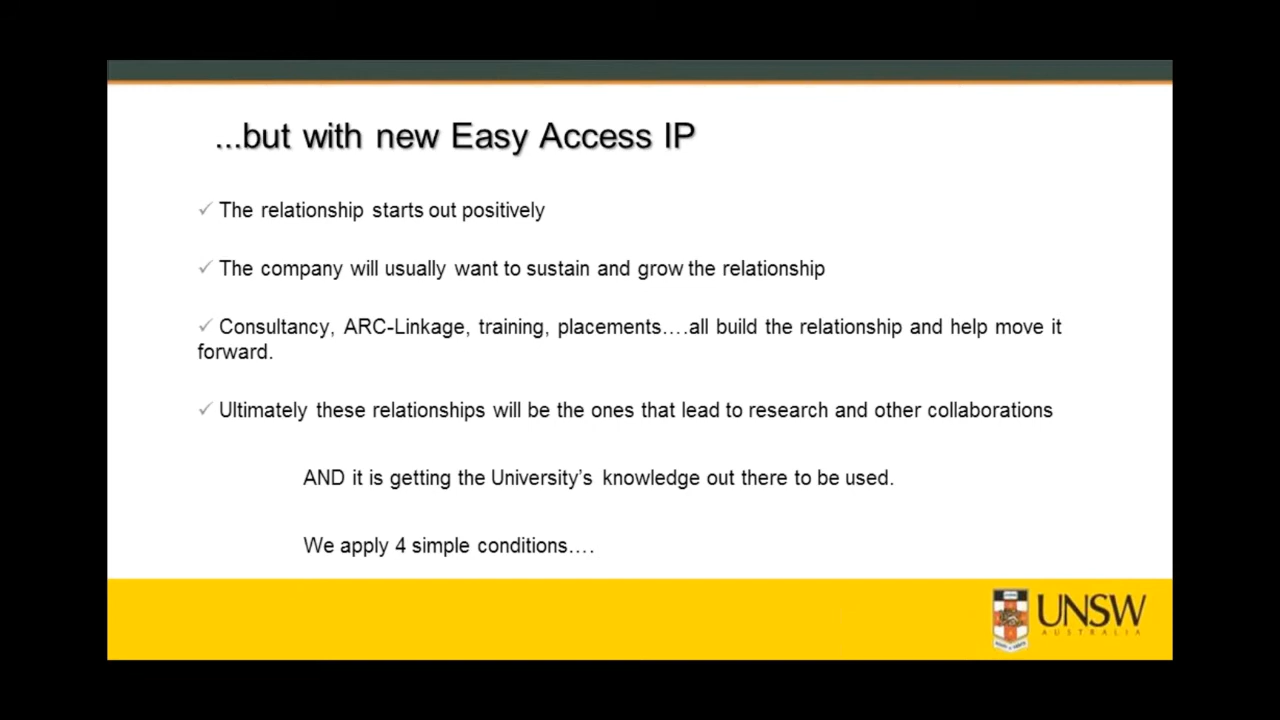 ...but with new Easy Access IP
✓ The relationship starts out positively
✓ The company will usually want to sustain and grow the relationship
✓ Consultancy, ARC-Linkage, training, placements….all build the relationship and help move it
forward.
✓ Ultimately these relationships will be the ones that lead to research and other collaborations
AND it is getting the University’s knowledge out there to be used.
We apply 4 simple conditions….
UNSW
AUSTRALIA